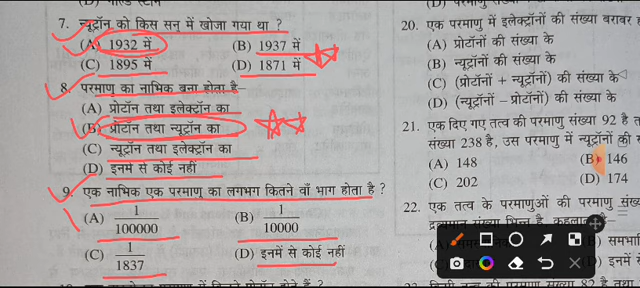 7. न्यूट्रॉन को किस सन् में खोजा गया था ?
(A) 1932 में (B) 1937 में
(C) 1895 में (D) 1871 में
8. परमाणु का नाभिक बना होता है–
(A) प्रोटॉन तथा इलेक्ट्रॉन का
(B) प्रोटॉन तथा न्यूट्रॉन का
(C) न्यूट्रॉन तथा इलेक्ट्रॉन का
(D) इनमें से कोई नहीं
9. एक नाभिक एक परमाणु का लगभग कितने वाँ भाग होता है ?
(A) 1/100000 (B) 1/10000
(C) 1/1837 (D) इनमें से कोई नहीं
20. एक परमाणु में इलेक्ट्रॉनों की संख्या बराबर
(A) प्रोटॉनों की संख्या के
(B) न्यूट्रॉनों की संख्या के
(C) (प्रोटॉनों + न्यूट्रॉनों) की संख्या के
(D) (न्यूट्रॉनों – प्रोटॉनों) की संख्या के
21. एक दिए गए तत्व की परमाणु संख्या 92 है
संख्या 238 है, उस परमाणु में न्यूट्रॉनों की
(A) 148 (B) 146
(C) 202 (D) 174
22. एक तत्व के परमाणुओं की परमाणु